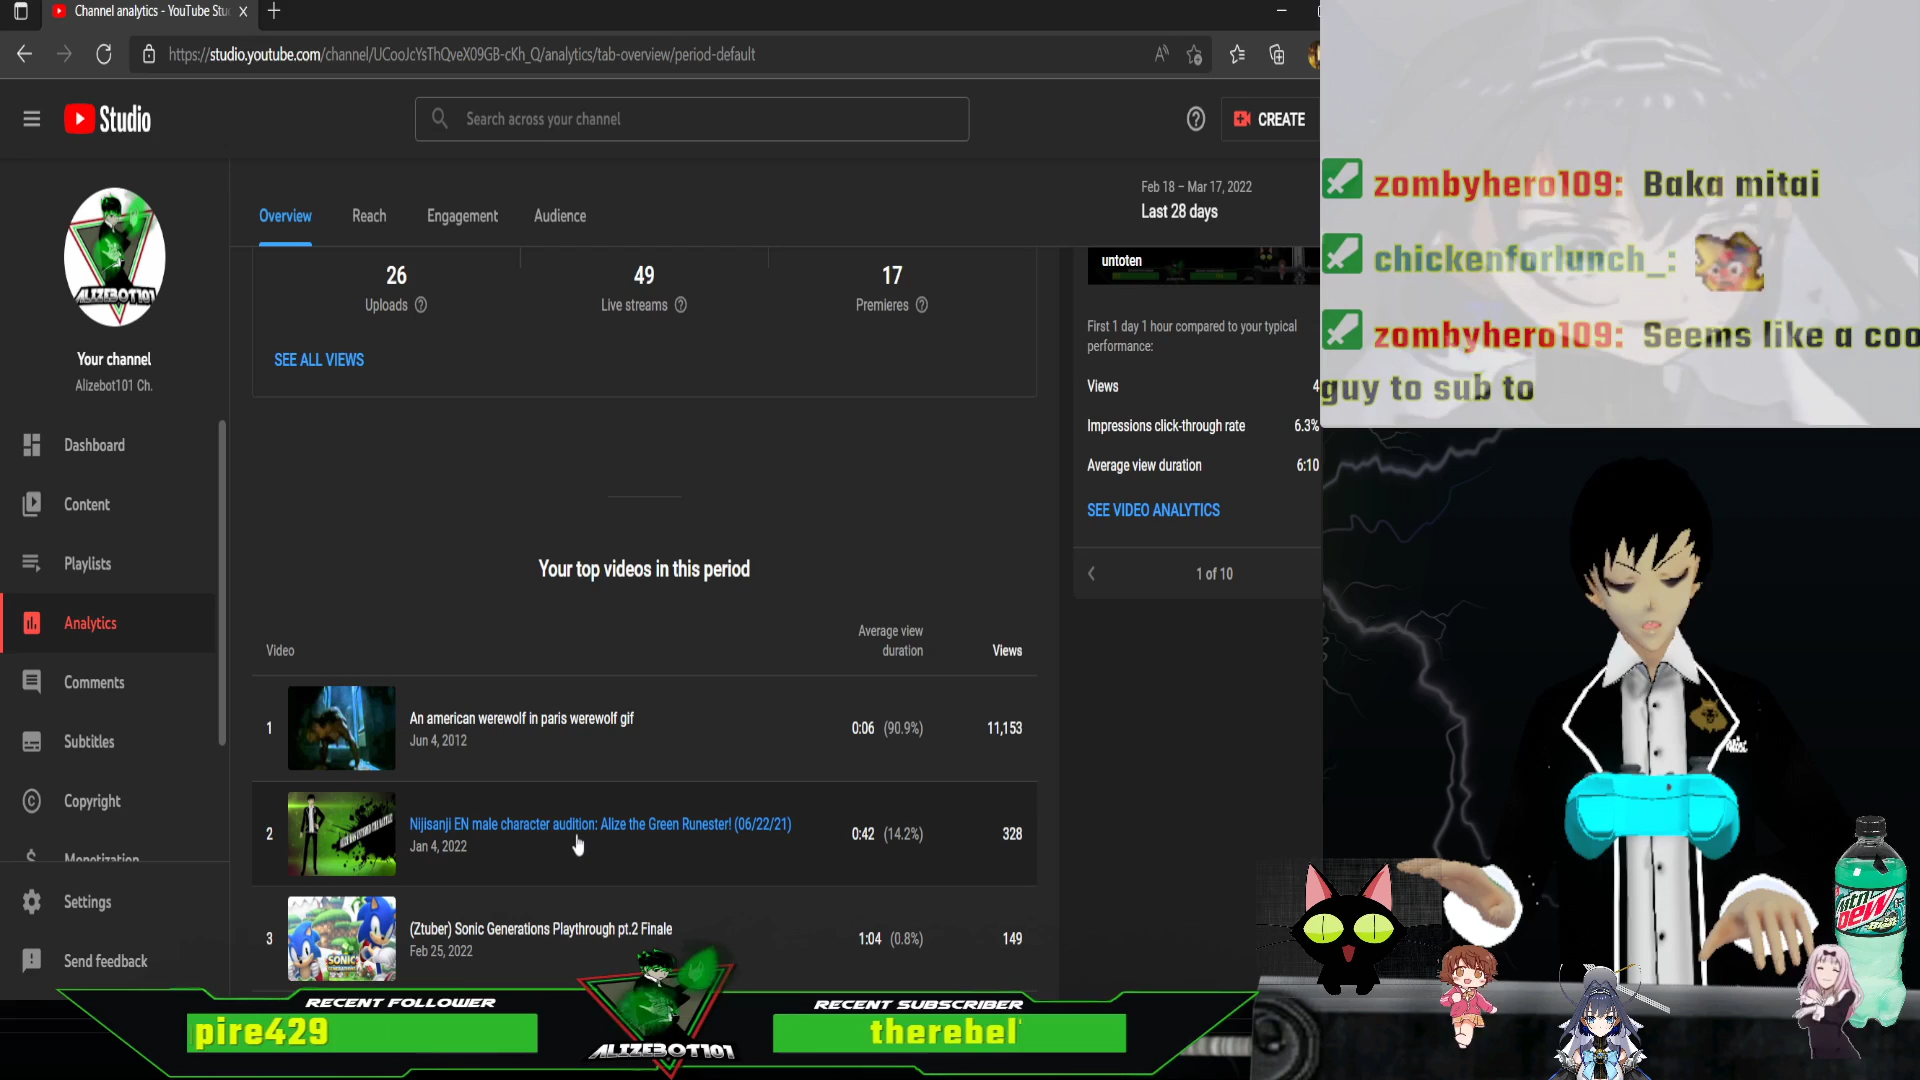 Channel analytics - YouTube Stu
https://studio.youtube.com/channel/UCooJcYsThQveX09GB-cKh_Q/analytics/tab-overview/period-default
Studio
Search across your channel
CREATE
ALIZEBOT101
Your channel
Alizebot101 Ch.
Dashboard
Content
Playlists
Analytics
Comments
Subtitles
Copyright
Monetization
Settings
Send feedback
Overview
Reach
Engagement
Audience
Feb 18 – Mar 17, 2022
Last 28 days
26
Uploads
49
Live streams
17
Premieres
SEE ALL VIEWS
Your top videos in this period
Video
Average view duration
Views
1
An american werewolf in paris werewolf gif
Jun 4, 2012
0:06 (90.9%)
11,153
2
Nijisanji EN male character audition: Alize the Green Runester! (06/22/21)
Jan 4, 2022
0:42 (14.2%)
328
3
(Ztuber) Sonic Generations Playthrough pt.2 Finale
Feb 25, 2022
1:04 (0.8%)
149
untoten
First 1 day 1 hour compared to your typical
performance:
Views 4
Impressions click-through rate 6.3%
Average view duration 6:10
SEE VIDEO ANALYTICS
1 of 10
zombyhero109: Baka mitai
chickenforlunch_:
zombyhero109: Seems like a coo
guy to sub to
RECENT FOLLOWER
pire429
ALIZEBOT101
RECENT SUBSCRIBER
therebel
mtn
DEW